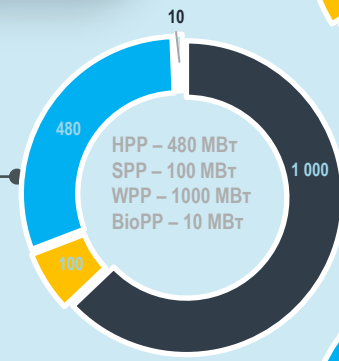 10
480
HPP – 480 МВт
SPP – 100 МВт
WPP – 1000 МВт
BioPP – 10 МВт
1 000
100